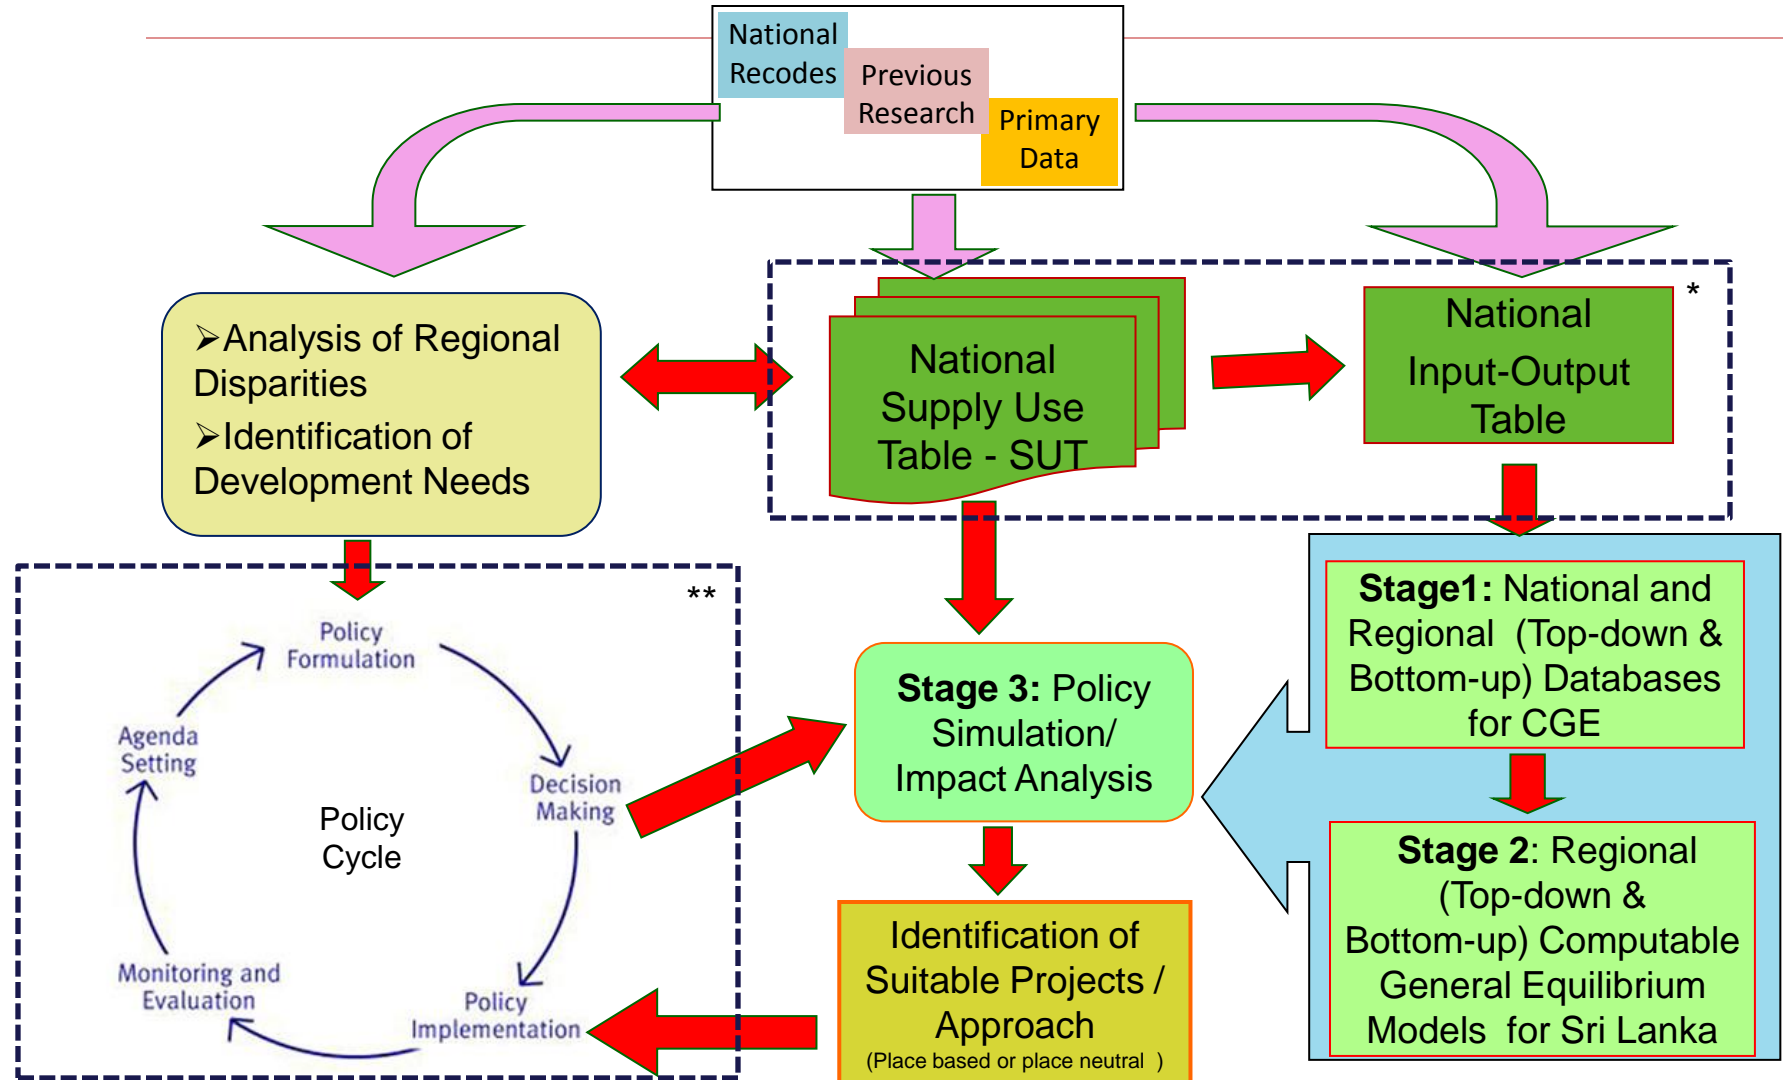 National
Recodes
Previous
Research
Primary
Data
➢Analysis of Regional
Disparities
➢Identification of
Development Needs
National
Supply Use
Table - SUT
National
Input-Output
Table
*
**
Policy
Formulation
Agenda
Setting
Decision
Making
Policy
Cycle
Monitoring and
Evaluation
Policy
Implementation
Stage 3: Policy
Simulation/
Impact Analysis
Identification of
Suitable Projects /
Approach
(Place based or place neutral )
Stage1: National and
Regional (Top-down &
Bottom-up) Databases
for CGE
Stage 2: Regional
(Top-down &
Bottom-up) Computable
General Equilibrium
Models for Sri Lanka